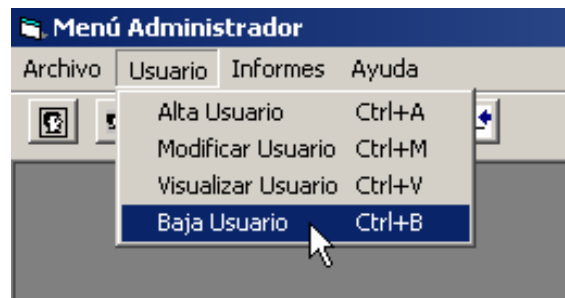 Menú Administrador
Archivo Usuario Informes Ayuda
Alta Usuario Ctrl+A
Modificar Usuario Ctrl+M
Visualizar Usuario Ctrl+V
Baja Usuario Ctrl+B